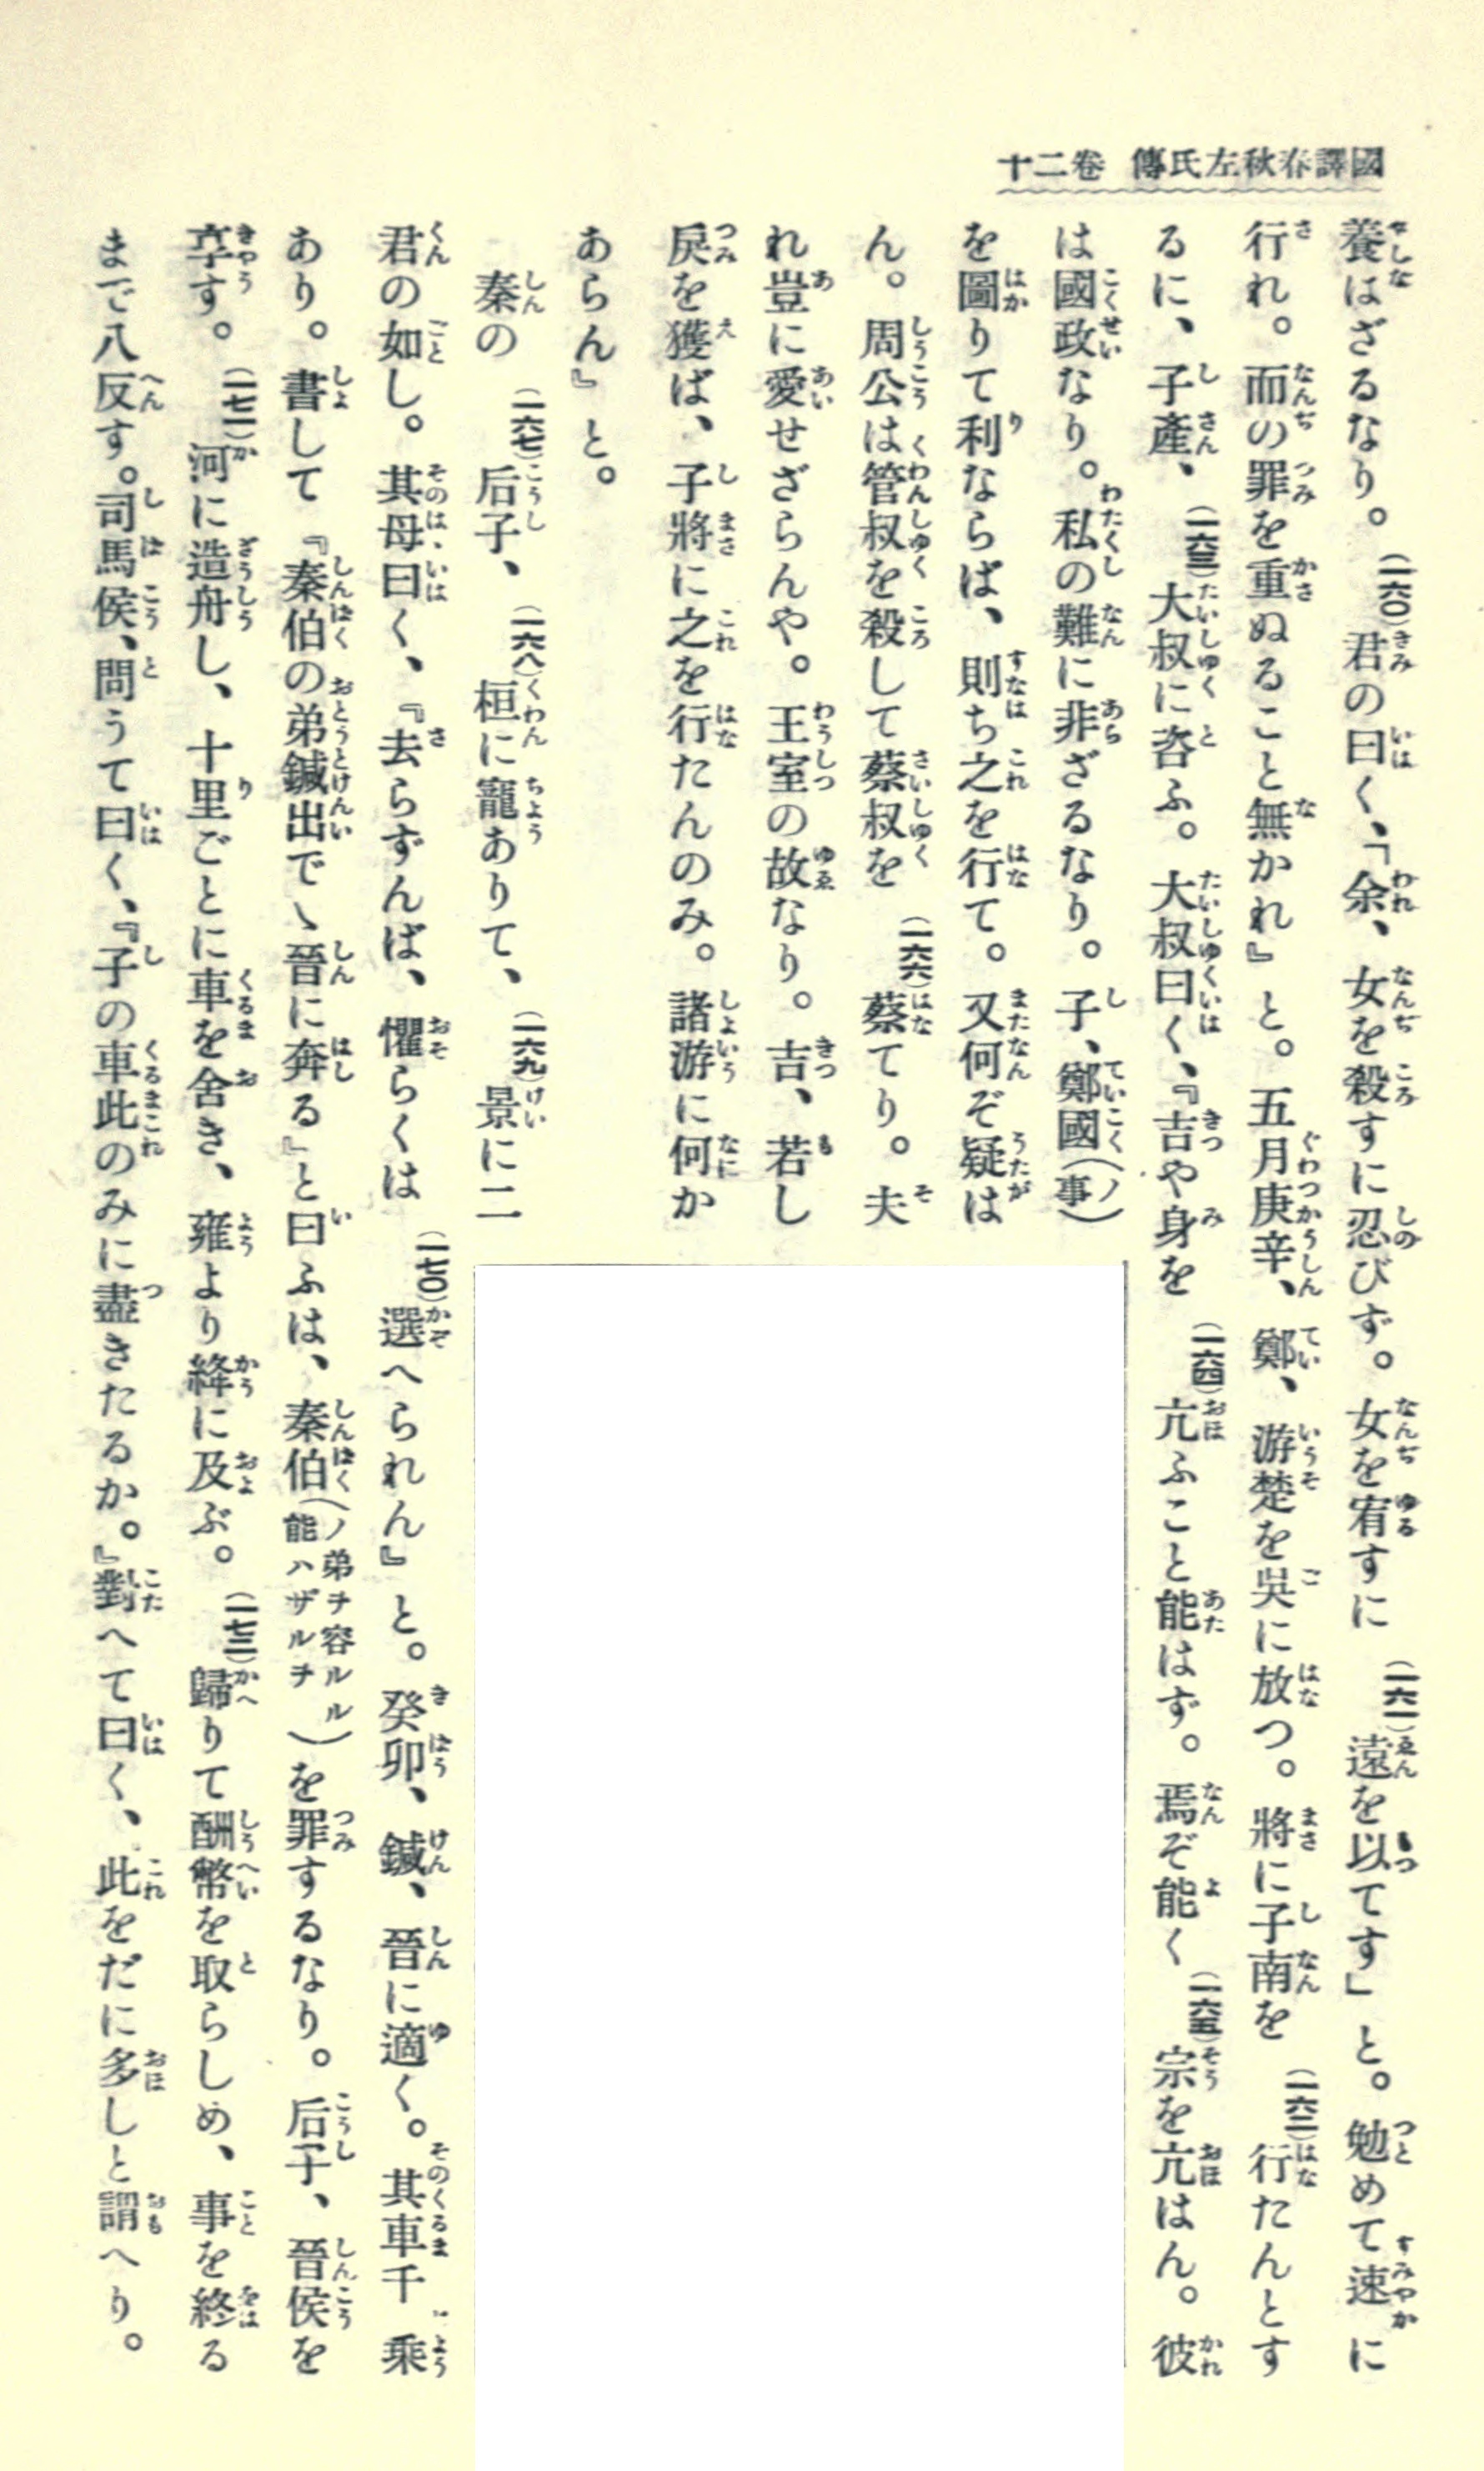 國譯春秋左氏傳 卷二十
養はざるなり。(一六〇)君の曰く、「余、女を殺すに忍びず。女を宥すに(一六一)遠を以てす」と。勉めて速に
行れ。而の罪を重ぬること無かれ』と。五月庚辛、鄭、游楚を吳に放つ。將に子南を(一六二)行たんとす
るに、子產、(一六三)大叔に咨ふ。大叔曰く、『吉や身を(一六四)亢ふこと能はず。焉ぞ能く(一六五)宗を亢はん。彼
は國政なり。私の難に非ざるなり。子、鄭國(ノ事)
を圖りて利ならば、則ち之を行て。又何ぞ疑は
ん。周公は管叔を殺して蔡叔を(一六六)蔡てり。夫
れ豈に愛せざらんや。王室の故なり。吉、若し
戾を獲ば、子將に之を行たんのみ。諸游に何か
あらん』と。
秦の(一六七)后子、(一六八)桓に寵ありて、(一六九)景に二
君の如し。其母曰く、『去らずんば、懼らくは(一七〇)選へられん』と。癸卯、鍼、晉に適く。其車千乘
あり。書して『秦伯の弟鍼出でゝ晉に奔る』と曰ふは、秦伯(ノ弟ヲ容ルル能ハザルヲ)を罪するなり。后子、晉侯を
享す。(一七一)河に造舟し、十里ごとに車を舍き、雍より絳に及ぶ。(一七二)歸りて酬幣を取らしめ、事を終る
まで八反す。司馬侯、問うて曰く、『子の車此のみに盡きたるか。』對へて曰く、此をだに多しと謂へり。